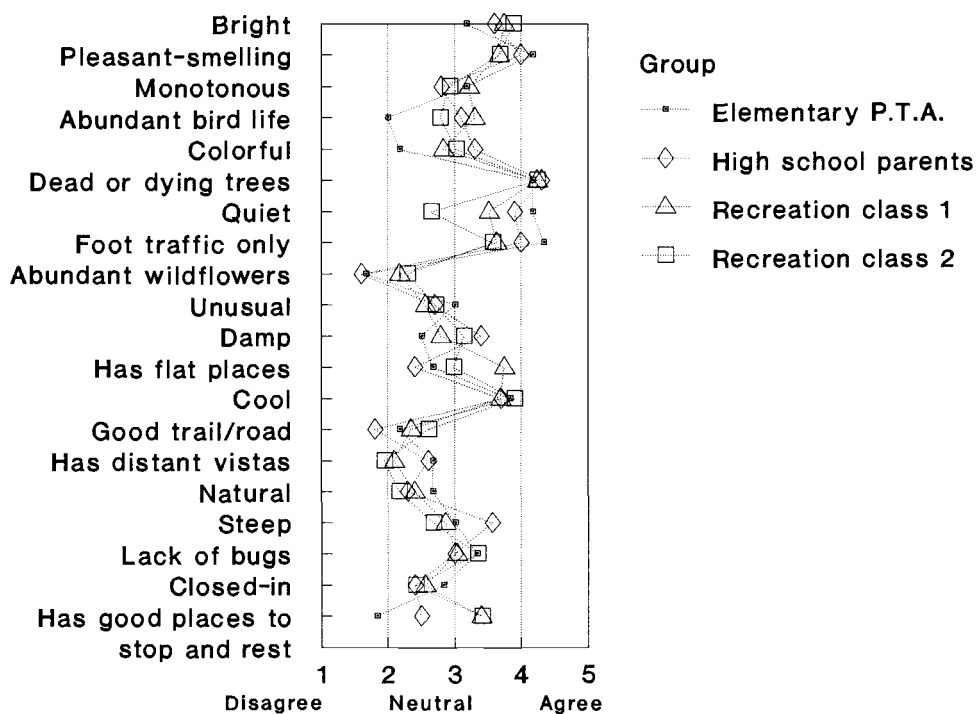 Bright
Pleasant-smelling
Monotonous
Abundant bird life
Colorful
Dead or dying trees
Quiet
Foot traffic only
Abundant wildflowers
Unusual
Damp
Has flat places
Cool
Good trail/road
Has distant vistas
Natural
Steep
Lack of bugs
Closed-in
Has good places to
stop and rest
1 2 3 4 5
Disagree Neutral Agree
Group
Elementary P.T.A.
High school parents
Recreation class 1
Recreation class 2